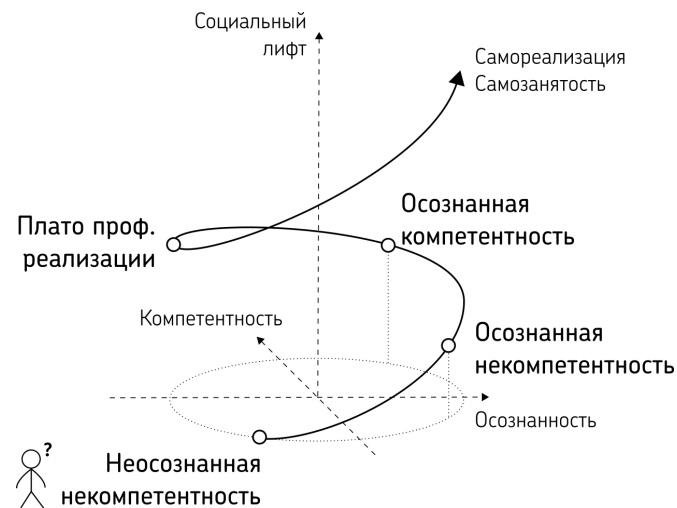 Социальный
лифт
Самореализация
Самозанятость
Осознанная
компетентность
Плато проф.
реализации
Компетентность
Осознанная
некомпетентность
Осознанность
?
Неосознанная
некомпетентность